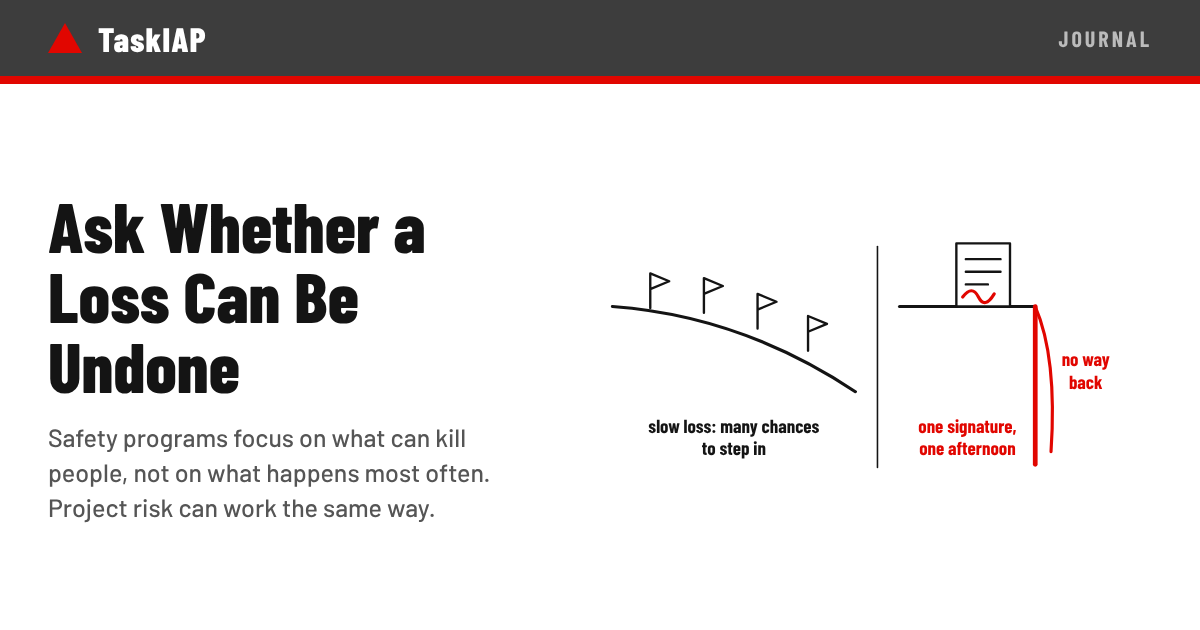 TaskIAP
JOURNAL
Ask Whether a
Loss Can Be
Undone
Safety programs focus on what can kill
people, not on what happens most often.
Project risk can work the same way.
slow loss: many chances
to step in
one signature,
one afternoon
no way
back